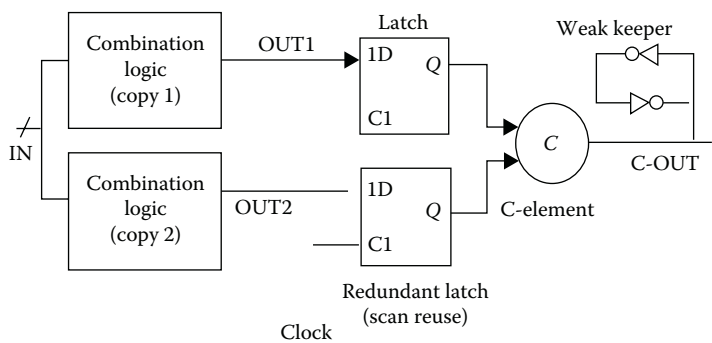 Combination
logic
(copy 1)
OUT1
Latch
1D
Q
C1
Weak keeper
IN
C
C-OUT
Combination
logic
(copy 2)
OUT2
1D
Q
C1
C-element
Redundant latch
(scan reuse)
Clock